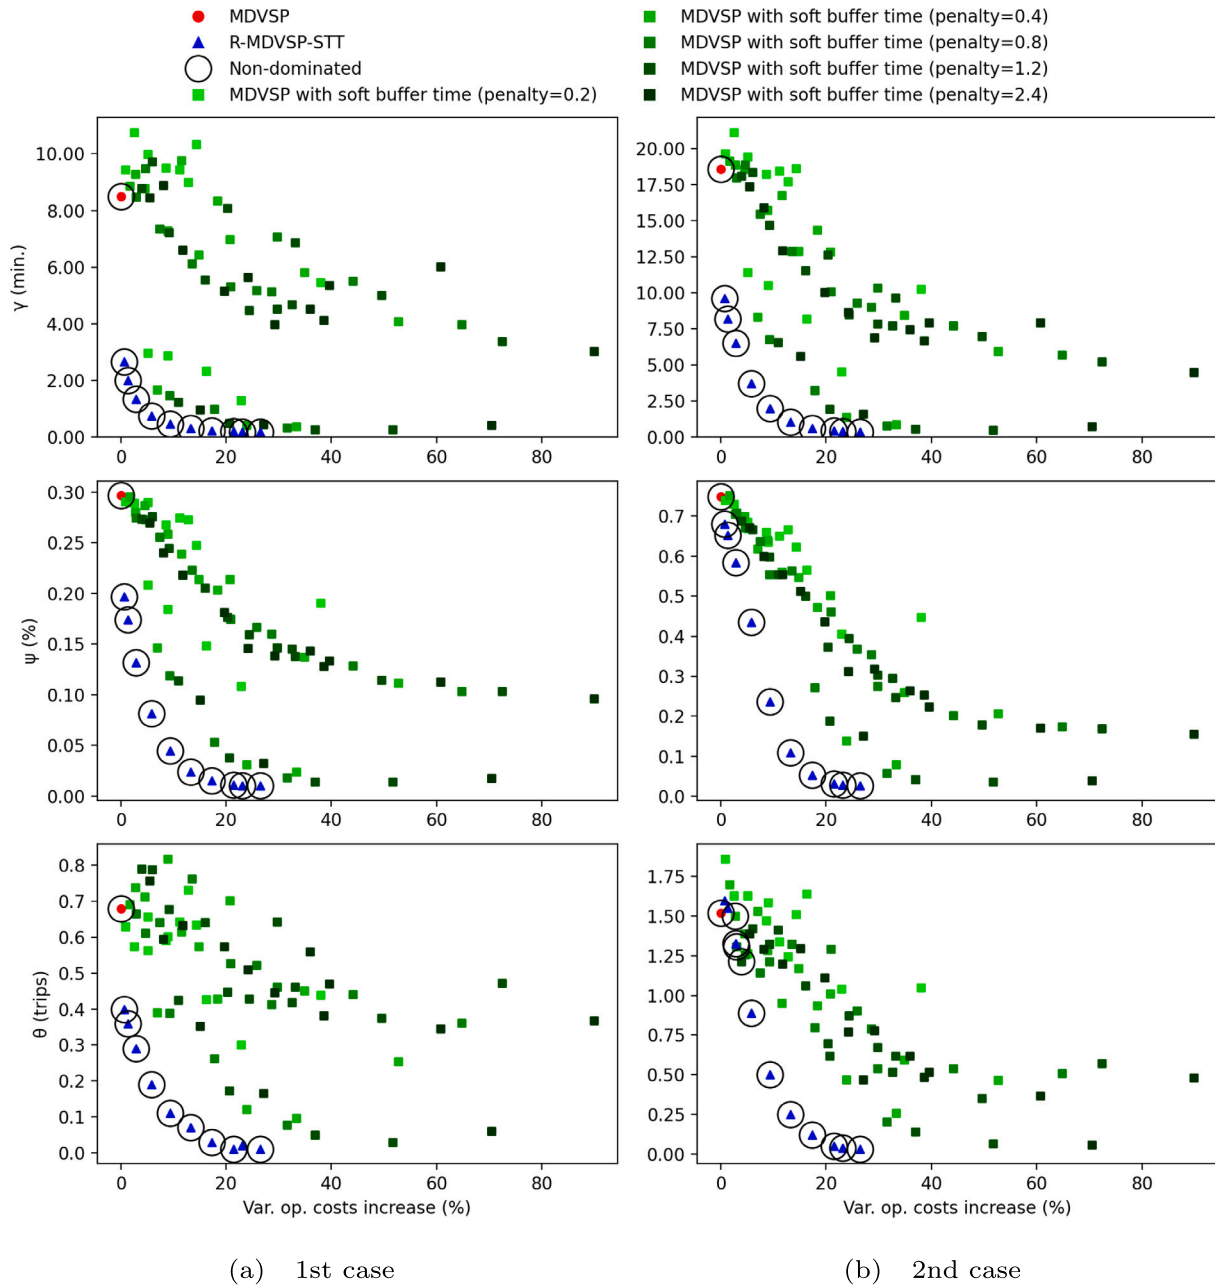 MDVSP
R-MDVSP-STT
Non-dominated
MDVSP with soft buffer time (penalty=0.2)
MDVSP with soft buffer time (penalty=0.4)
MDVSP with soft buffer time (penalty=0.8)
MDVSP with soft buffer time (penalty=1.2)
MDVSP with soft buffer time (penalty=2.4)
γ (min.)
10.00
8.00
6.00
4.00
2.00
0.00
0 20 40 60 80
20.00
17.50
15.00
12.50
10.00
7.50
5.00
2.50
0.00
0 20 40 60 80
ψ (%)
0.30
0.25
0.20
0.15
0.10
0.05
0.00
0 20 40 60 80
0.7
0.6
0.5
0.4
0.3
0.2
0.1
0.0
0 20 40 60 80
θ (trips)
0.8
0.7
0.6
0.5
0.4
0.3
0.2
0.1
0.0
0 20 40 60 80
Var. op. costs increase (%)
1.75
1.50
1.25
1.00
0.75
0.50
0.25
0.00
0 20 40 60 80
Var. op. costs increase (%)
(a) 1st case
(b) 2nd case